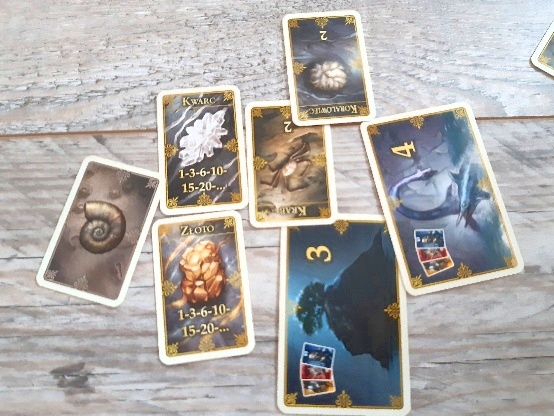 2
KORALOWIEC
KWARC
1-3-6-10-
15-20-...
2
KRAB
4
ZŁOTO
1-3-6-10-
15-20-...
3